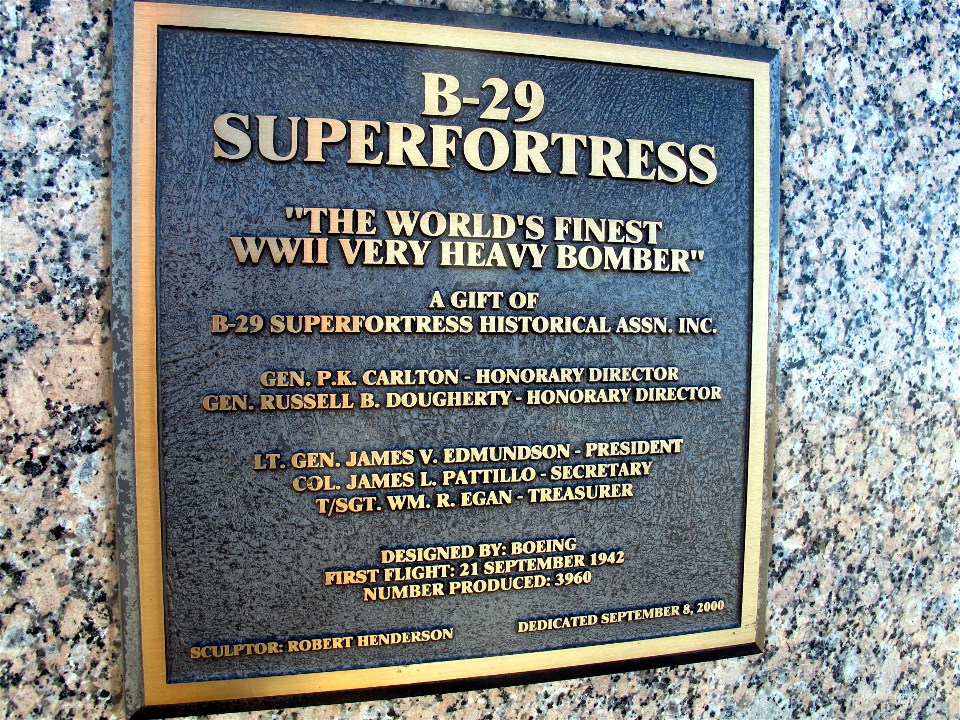 B-29
SUPERFORTRESS
"THE WORLD'S FINEST
WWII VERY HEAVY BOMBER"
A GIFT OF
B-29 SUPERFORTRESS HISTORICAL ASSN. INC.
GEN. P.K. CARLTON - HONORARY DIRECTOR
GEN. RUSSELL B. DOUGHERTY - HONORARY DIRECTOR
LT. GEN. JAMES V. EDMUNDSON - PRESIDENT
COL. JAMES L. PATTILLO - SECRETARY
T/SGT. WM. R. EGAN - TREASURER
DESIGNED BY: BOEING
FIRST FLIGHT: 21 SEPTEMBER 1942
NUMBER PRODUCED: 3960
SCULPTOR: ROBERT HENDERSON
DEDICATED SEPTEMBER 8, 2000